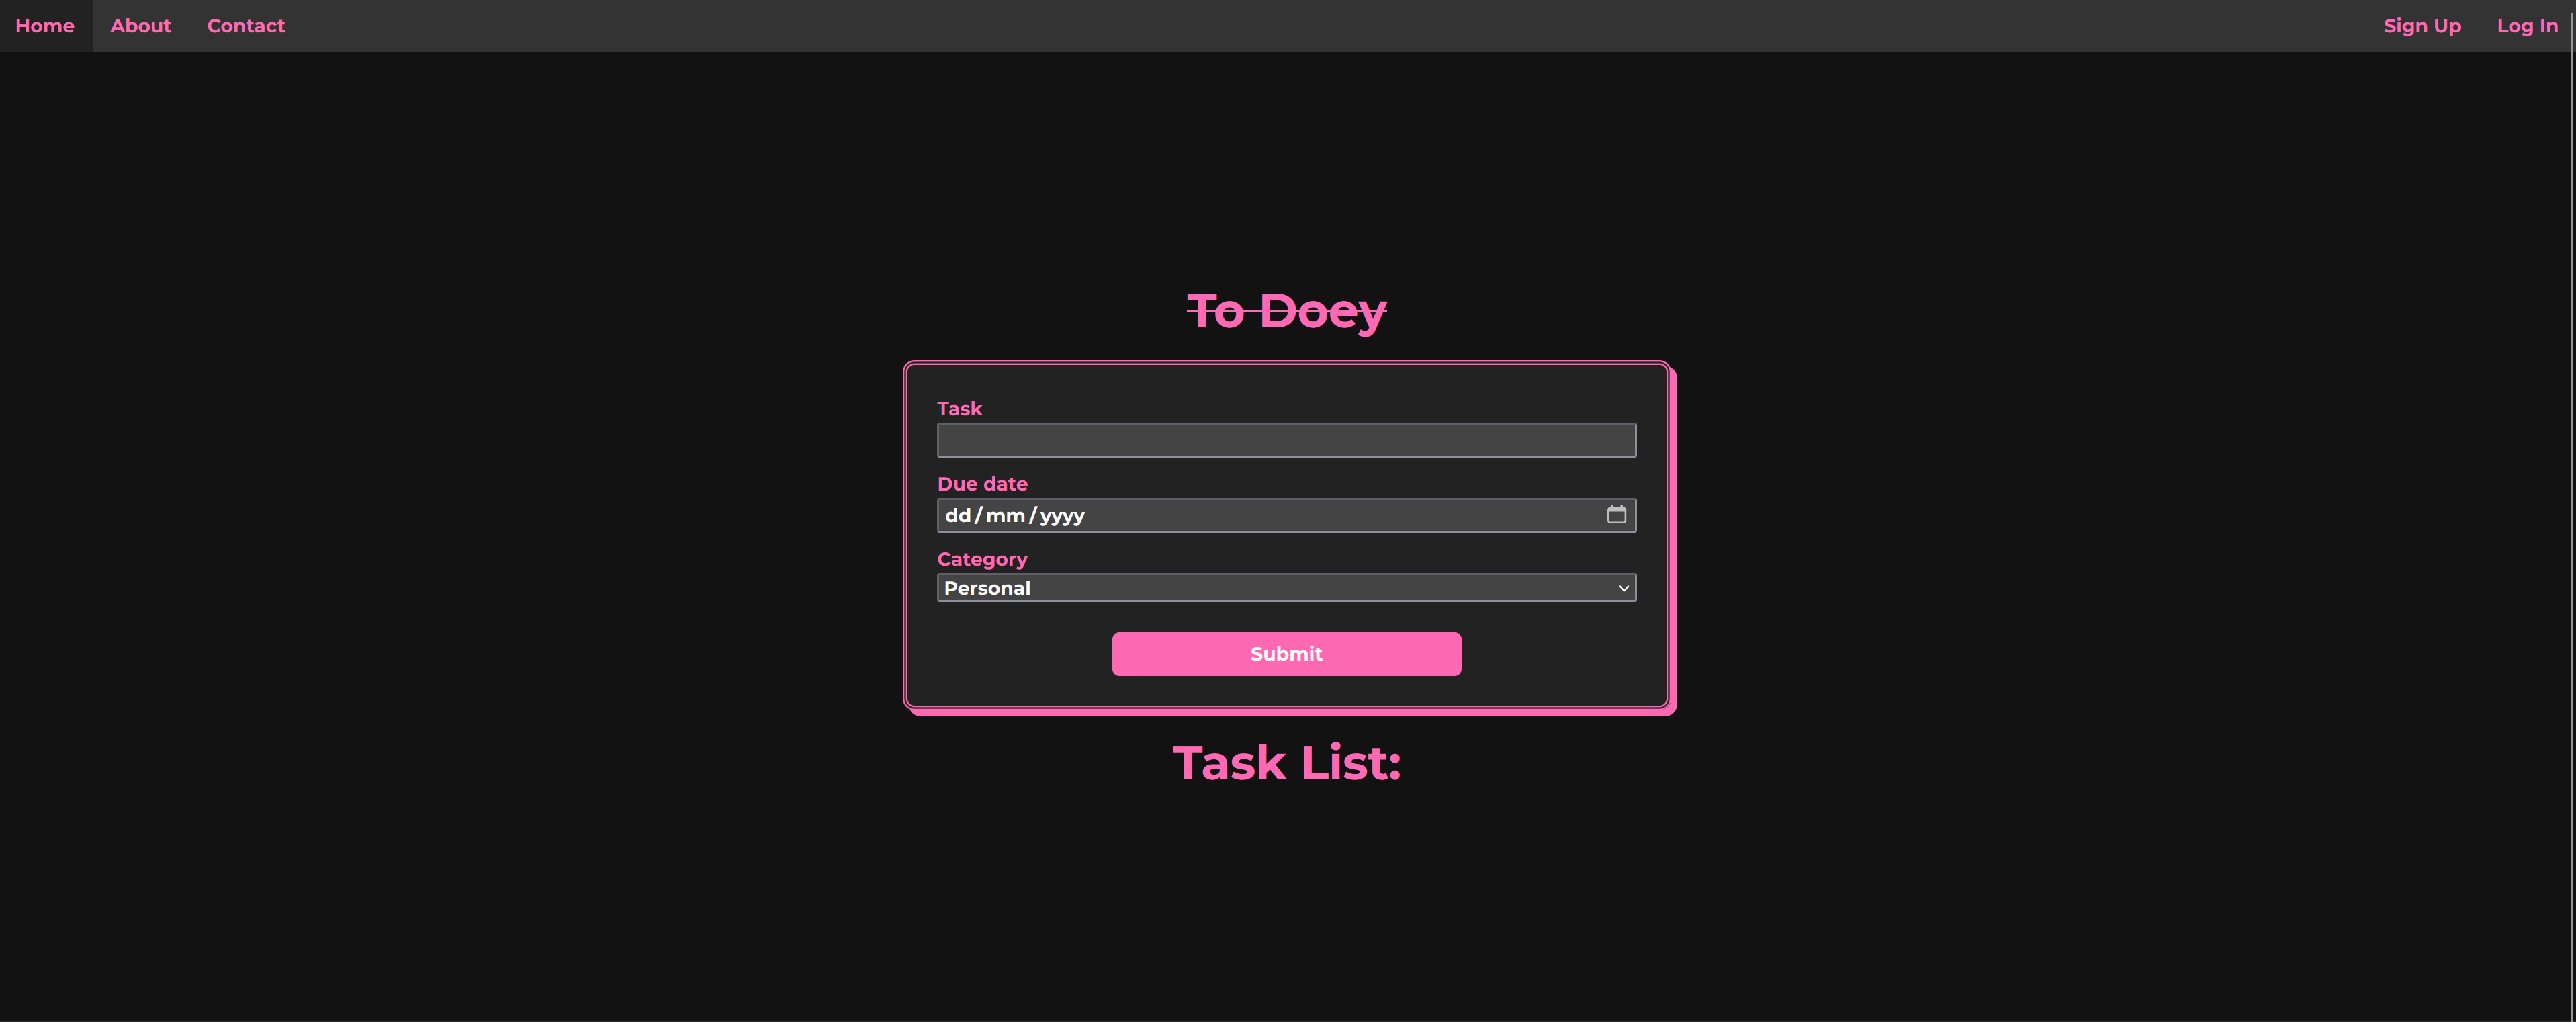 Home About Contact Sign Up Log In
To Doey
Task
Due date
dd/mm/yyyy
Category
Personal
Submit
Task List: